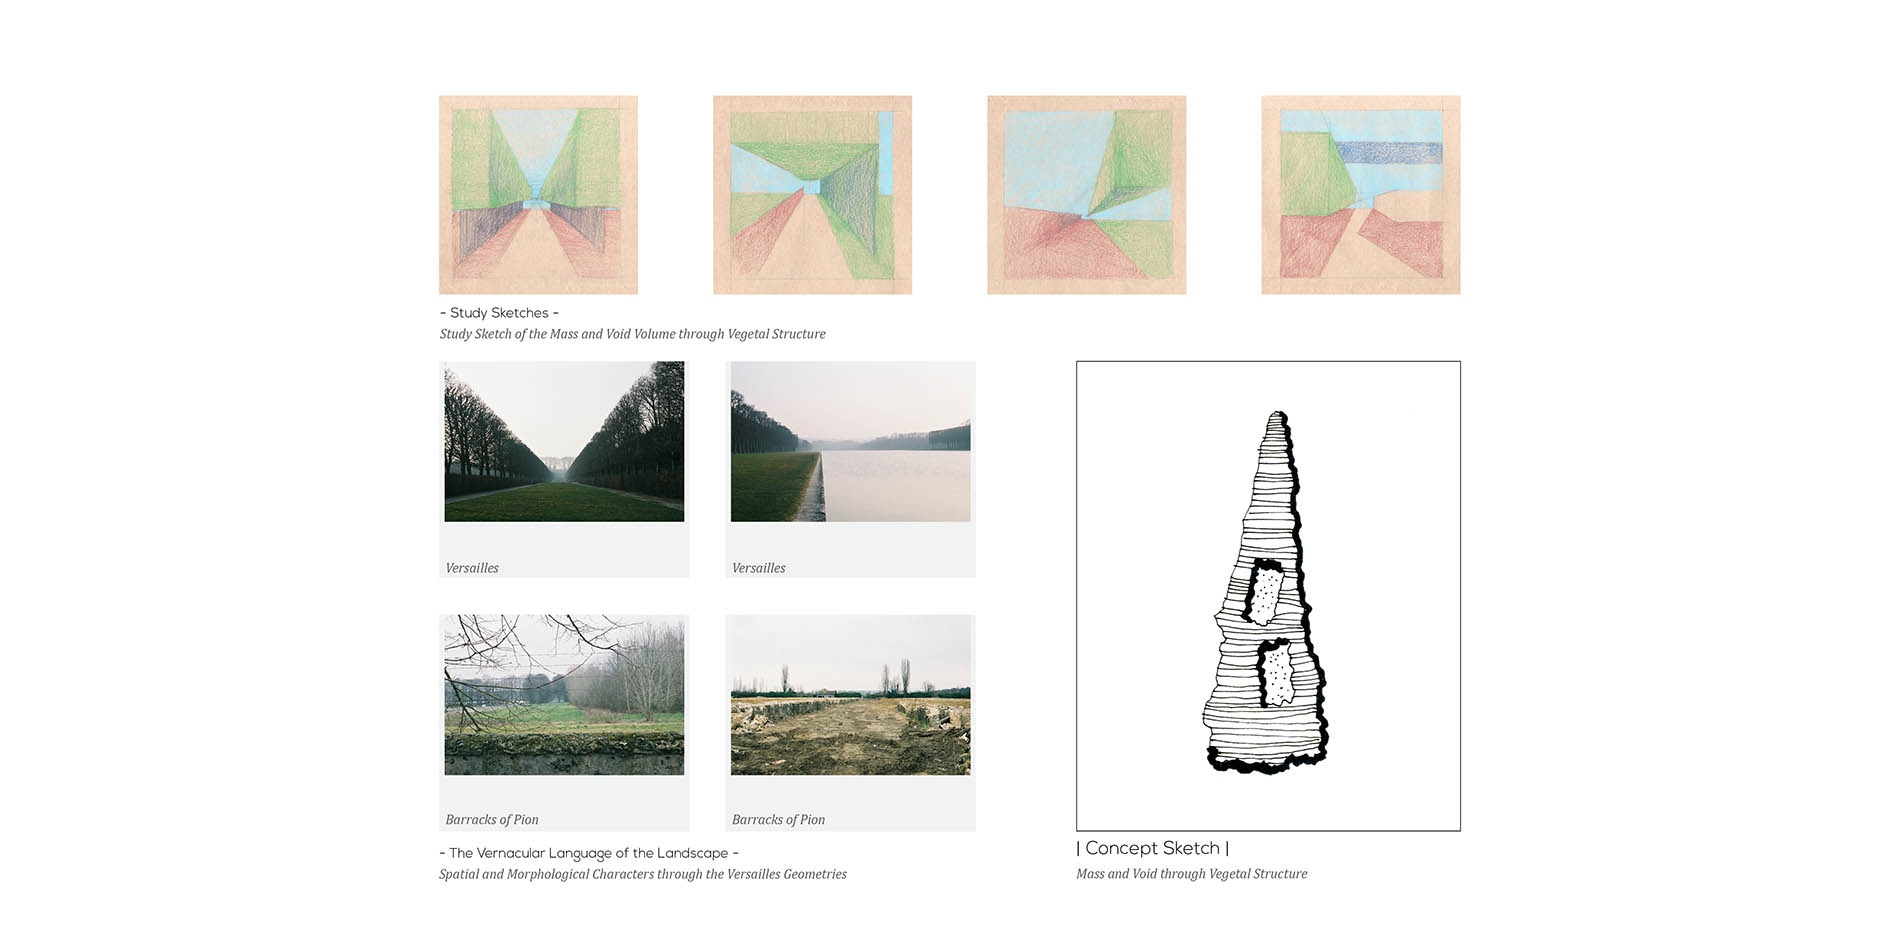 - Study Sketches -
Study Sketch of the Mass and Void Volume through Vegetal Structure
Versailles
Versailles
Barracks of Pion
Barracks of Pion
- The Vernacular Language of the Landscape -
Spatial and Morphological Characters through the Versailles Geometries
| Concept Sketch |
Mass and Void through Vegetal Structure